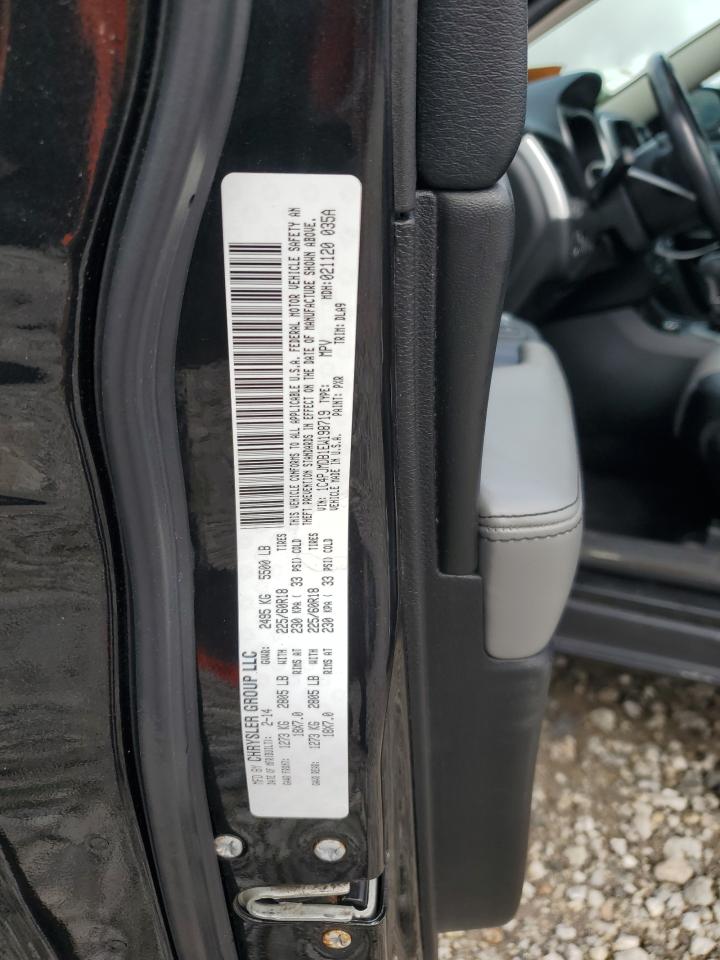 MFD BY CHRYSLER GROUP LLC
DATE OF MFR(BUILT): 2-14 GVWR: 2495 KG 5500 LB
GAWR FRONT: 1273 KG 2805 LB WITH 225/60R18 TIRES
18X7.0 RIMS AT 230 KPA ( 33 PSI) COLD
GAWR REAR: 1273 KG 2805 LB WITH 225/60R18 TIRES
18X7.0 RIMS AT 230 KPA ( 33 PSI) COLD
THIS VEHICLE CONFORMS TO ALL APPLICABLE U.S.A. FEDERAL MOTOR VEHICLE SAFETY AN
THEFT PREVENTION STANDARDS IN EFFECT ON THE DATE OF MANUFACTURE SHOWN ABOVE.
VIN: 1C4PJMDB1EW198719 TYPE: MPV MDH:021120 035A
VEHICLE MADE IN U.S.A. PAINT: PXR TRIM: DLA9